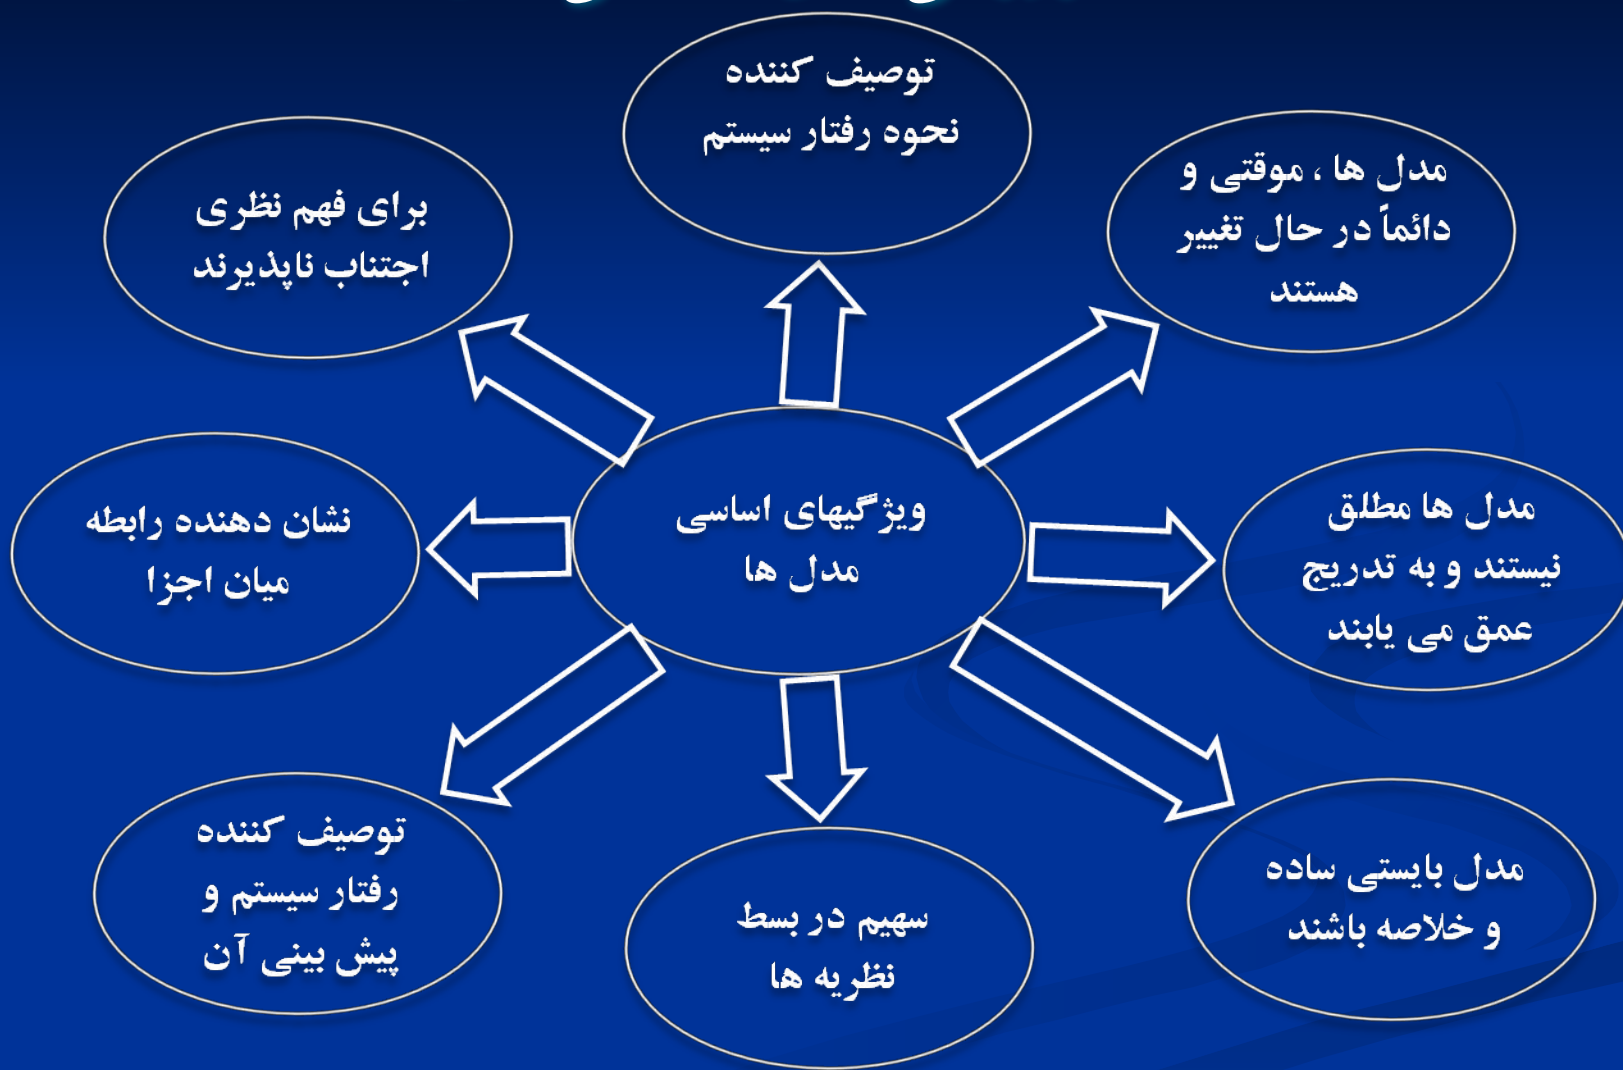 توصیف کننده
نحوه رفتار سیستم
مدل ها ، موقتی و
دائماً در حال تغییر
هستند
برای فهم نظری
اجتناب ناپذیرند
ویژگیهای اساسی
مدل ها
مدل ها مطلق
نیستند و به تدریج
عمق می یابند
نشان دهنده رابطه
میان اجزا
مدل بایستی ساده
و خلاصه باشند
سهیم در بسط
نظریه ها
توصیف کننده
رفتار سیستم و
پیش بینی آن